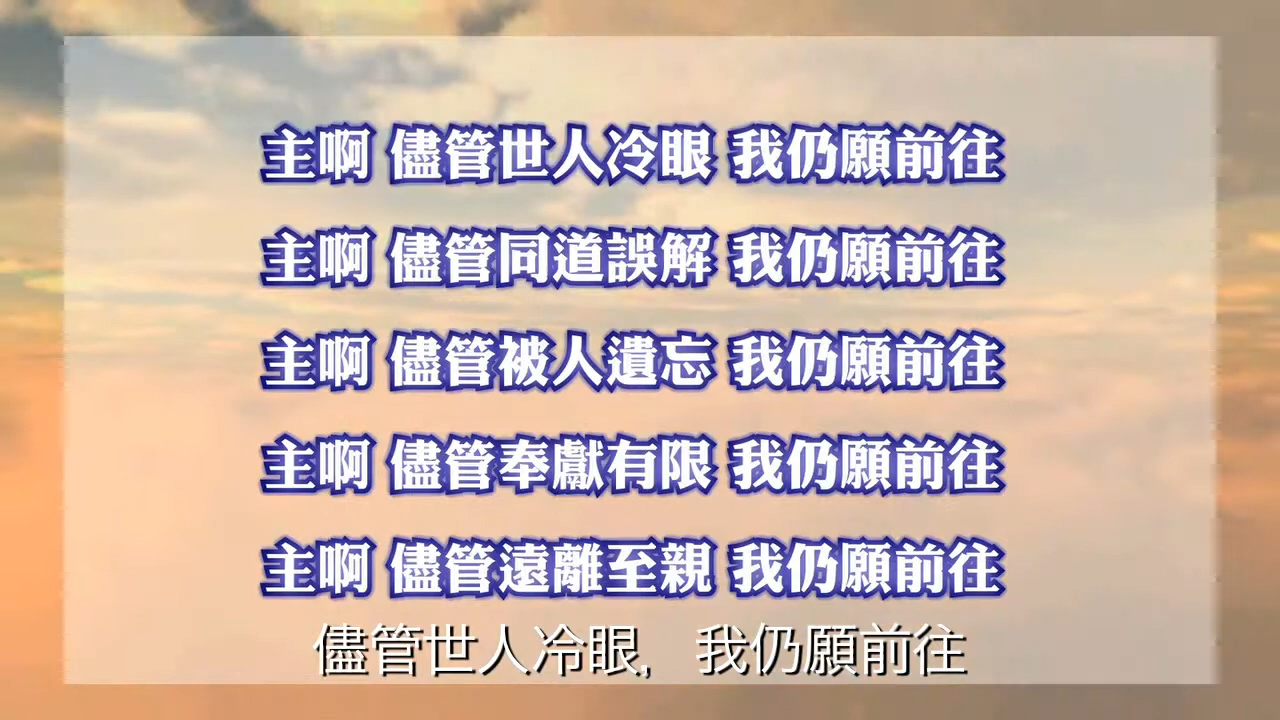 主啊 儘管世人冷眼 我仍願前往
主啊 儘管同道誤解 我仍願前往
主啊 儘管被人遺忘 我仍願前往
主啊 儘管奉獻有限 我仍願前往
主啊 儘管遠離至親 我仍願前往
儘管世人冷眼, 我仍願前往